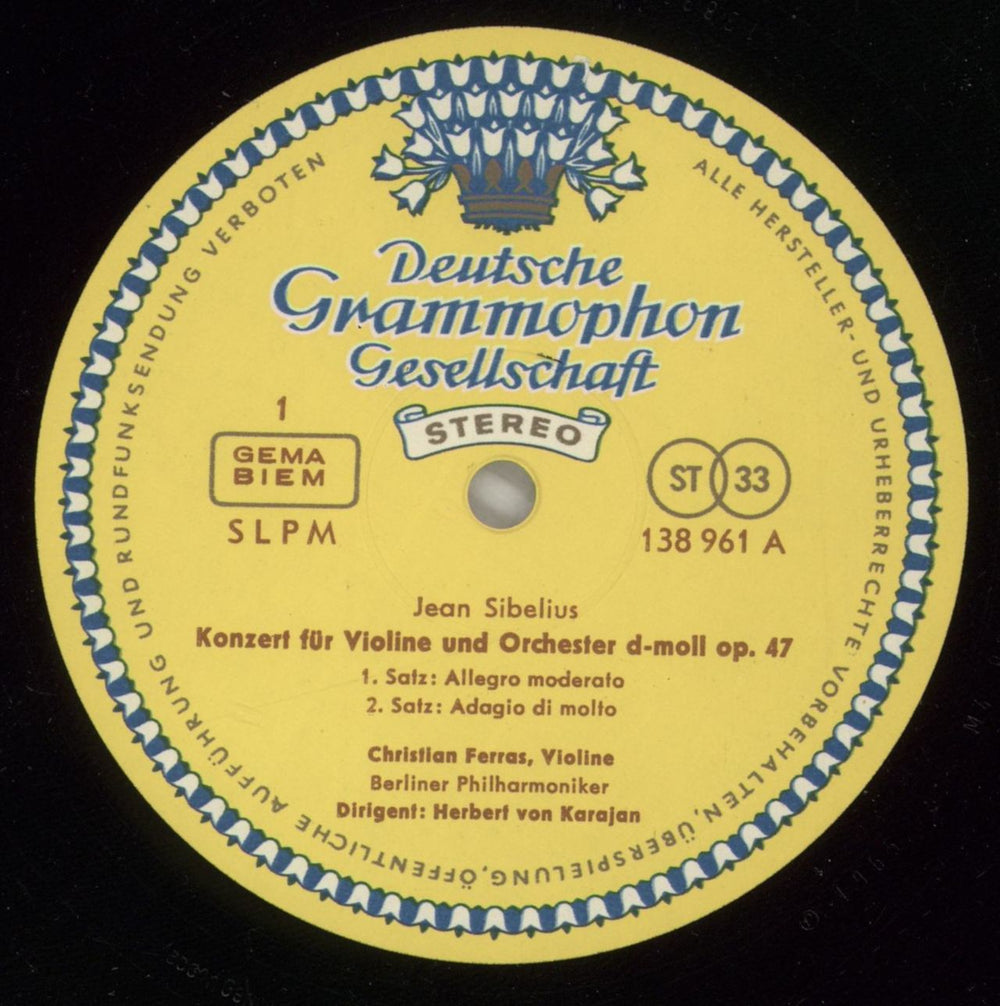 Deutsche
Grammophon
Gesellschaft
STEREO
1
GEMA
BIEM
SLPM
ST 33
138 961 A
Jean Sibelius
Konzert für Violine und Orchester d-moll op. 47
1. Satz: Allegro moderato
2. Satz: Adagio di molto
Christian Ferras, Violine
Berliner Philharmoniker
Dirigent: Herbert von Karajan
ALLE HERSTELLER- UND URHEBERRECHTE VORBEHALTEN, ÜBERSPIELUNG, ÖFFENTLICHE AUFFÜHRUNG UND RUNDFUNKSENDUNG VERBOTEN